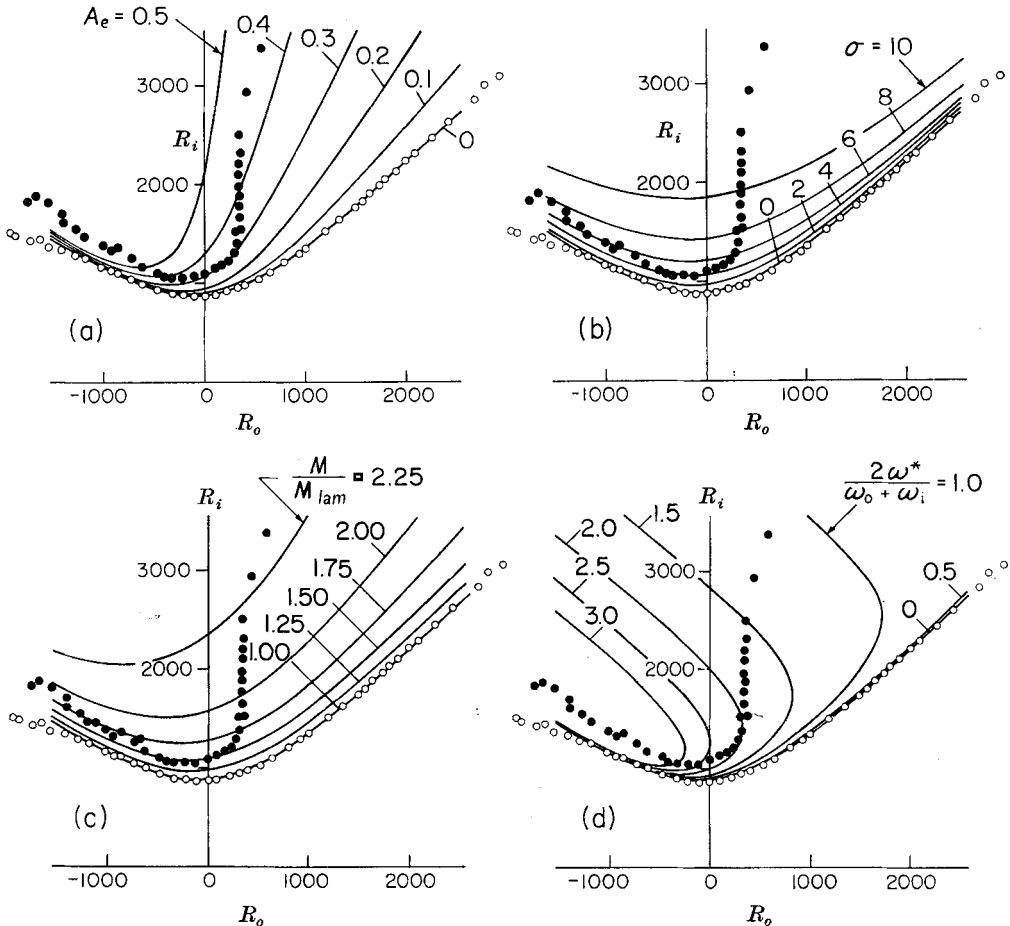 A_e = 0.5
0.4
0.3
0.2
0.1
0
3000
R_i
2000
(a)
-1000
0
1000
2000
R_o
σ = 10
8
6
4
2
0
3000
R_i
2000
(b)
-1000
0
1000
2000
R_o
M/M_lam = 2.25
2.00
1.75
1.50
1.25
1.00
R_i
3000
2000
(c)
-1000
0
1000
2000
R_o
2ω*/ω_o + ω_i = 1.0
0.5
0
1.5
2.0
2.5
3.0
R_i
3000
2000
(d)
-1000
0
1000
2000
R_o